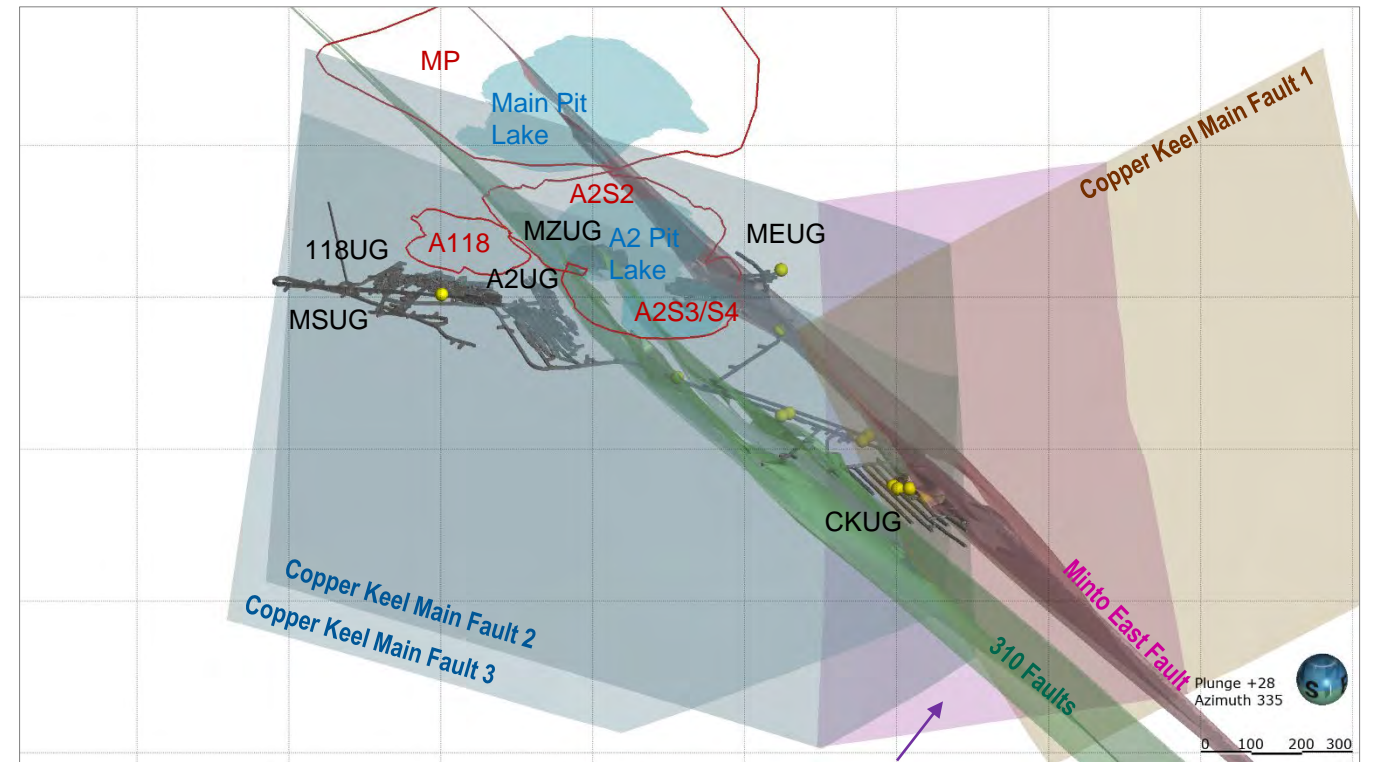 MP
Main Pit
Lake
Copper Keel Main Fault 1
A2S2
MZUG
A2 Pit
Lake
MEUG
118UG
A118
A2UG
A2S3/S4
MSUG
CKUG
Copper Keel Main Fault 2
Copper Keel Main Fault 3
310 Faults
Minto East Fault
Plunge +28
Azimuth 335
S
0 100 200 300